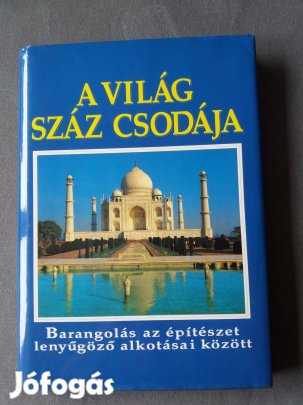 A VILÁG
SZÁZ CSODÁJA
Barangolás az építészet
lenyűgöző alkotásai között
Jófogás